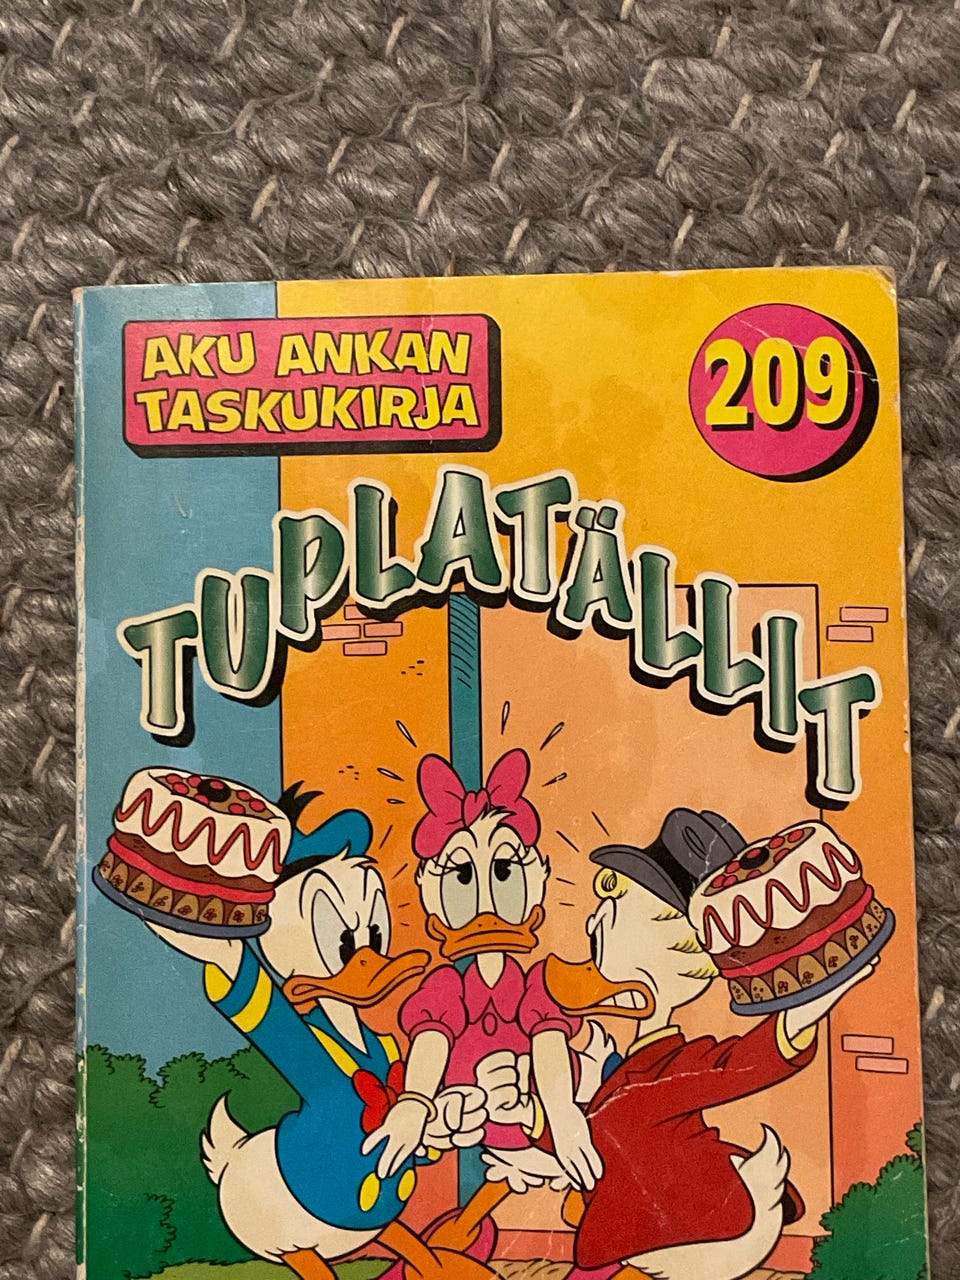 AKU ANKAN
TASKUKIRJA
209
TUPLATÄLLIT